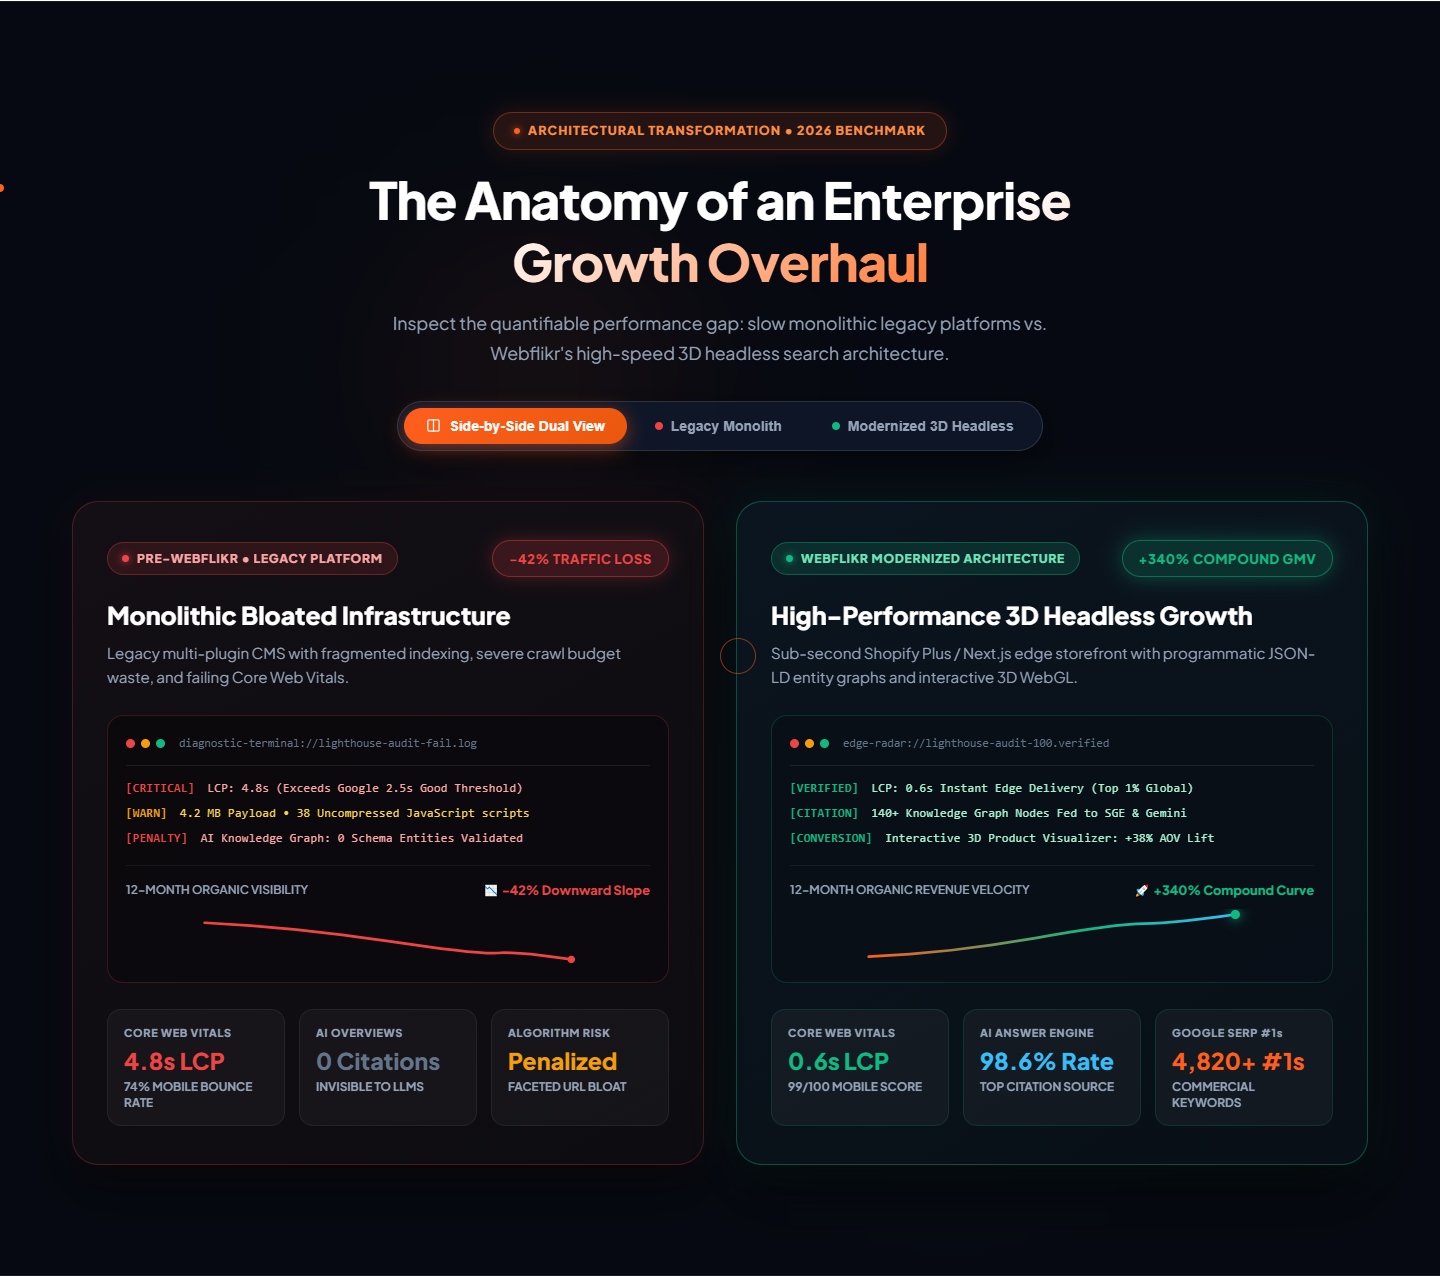 ARCHITECTURAL TRANSFORMATION ● 2026 BENCHMARK
The Anatomy of an Enterprise
Growth Overhaul
Inspect the quantifiable performance gap: slow monolithic legacy platforms vs.
Webflikr's high-speed 3D headless search architecture.
Side-by-Side Dual View
Legacy Monolith
Modernized 3D Headless
PRE-WEBFLIKR ● LEGACY PLATFORM
-42% TRAFFIC LOSS
Monolithic Bloated Infrastructure
Legacy multi-plugin CMS with fragmented indexing, severe crawl budget
waste, and failing Core Web Vitals.
diagnostic-terminal://lighthouse-audit-fail.log
[CRITICAL] LCP: 4.8s (Exceeds Google 2.5s Good Threshold)
[WARN] 4.2 MB Payload • 38 Uncompressed JavaScript scripts
[PENALTY] AI Knowledge Graph: 0 Schema Entities Validated
12-MONTH ORGANIC VISIBILITY
📉 -42% Downward Slope
CORE WEB VITALS
4.8s LCP
74% MOBILE BOUNCE
RATE
AI OVERVIEWS
0 Citations
INVISIBLE TO LLMS
ALGORITHM RISK
Penalized
FACETED URL BLOAT
WEBFLIKR MODERNIZED ARCHITECTURE
+340% COMPOUND GMV
High-Performance 3D Headless Growth
Sub-second Shopify Plus / Next.js edge storefront with programmatic JSON-
LD entity graphs and interactive 3D WebGL.
edge-radar://lighthouse-audit-100.verified
[VERIFIED] LCP: 0.6s Instant Edge Delivery (Top 1% Global)
[CITATION] 140+ Knowledge Graph Nodes Fed to SGE & Gemini
[CONVERSION] Interactive 3D Product Visualizer: +38% AOV Lift
12-MONTH ORGANIC REVENUE VELOCITY
🚀 +340% Compound Curve
CORE WEB VITALS
0.6s LCP
99/100 MOBILE SCORE
AI ANSWER ENGINE
98.6% Rate
TOP CITATION SOURCE
GOOGLE SERP #1s
4,820+ #1s
COMMERCIAL
KEYWORDS